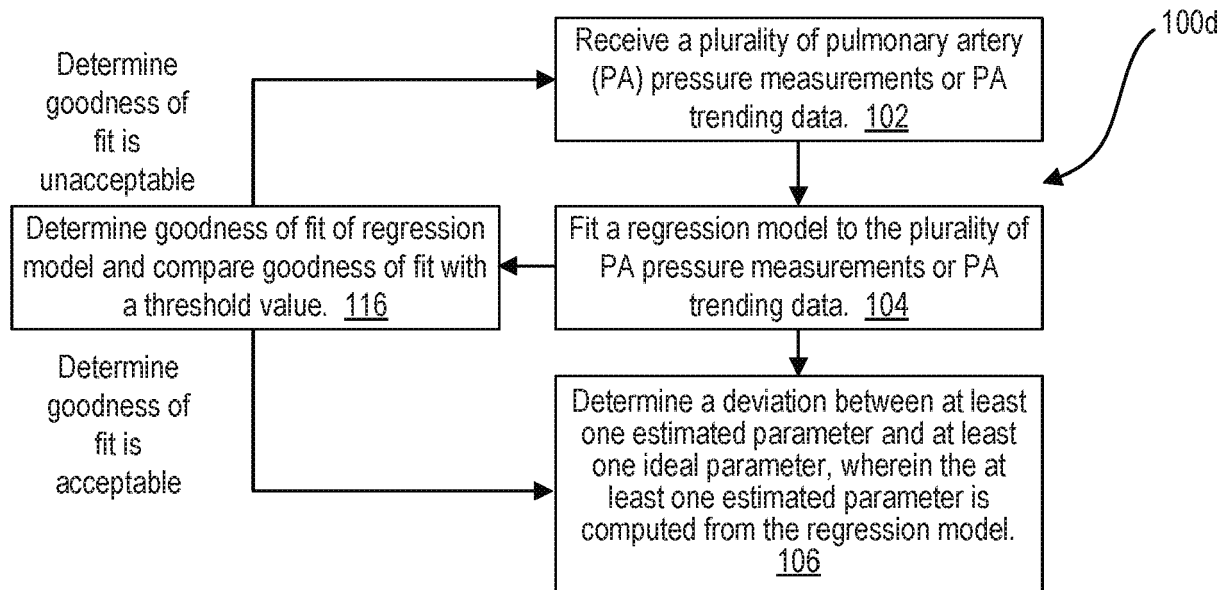 100d
Receive a plurality of pulmonary artery
(PA) pressure measurements or PA
trending data. 102
Determine
goodness of
fit is
unacceptable
Determine goodness of fit of regression
model and compare goodness of fit with
a threshold value. 116
Fit a regression model to the plurality of
PA pressure measurements or PA
trending data. 104
Determine
goodness of
fit is
acceptable
Determine a deviation between at least
one estimated parameter and at least
one ideal parameter, wherein the at
least one estimated parameter is
computed from the regression model.
106